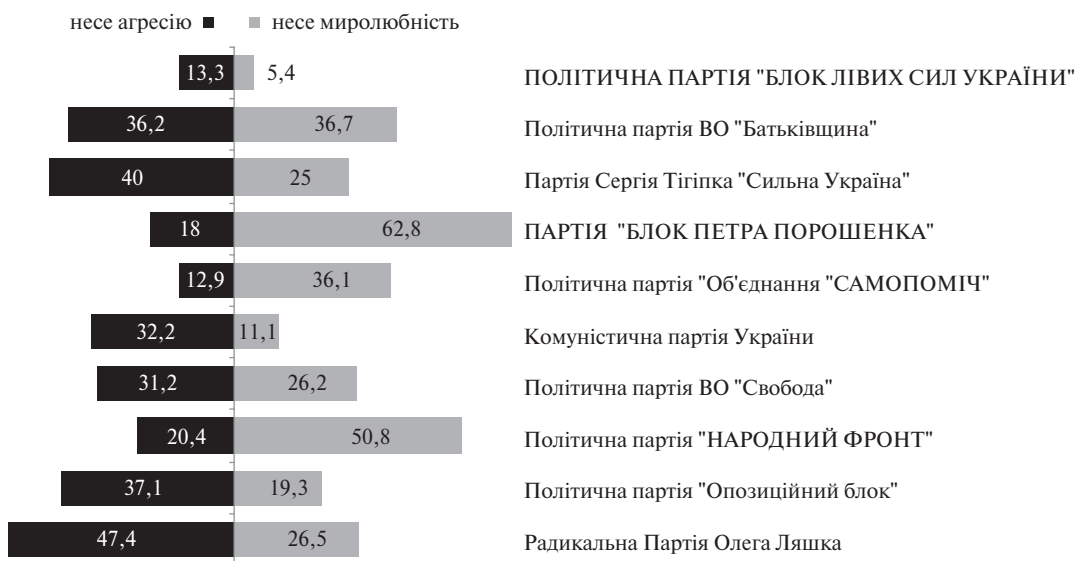 несе агресію несе миролюбність
13,3 5,4 ПОЛІТИЧНА ПАРТІЯ "БЛОК ЛІВИХ СИЛ УКРАЇНИ"
36,2 36,7 Політична партія ВО "Батьківщина"
40 25 Партія Сергія Тігіпка "Сильна Україна"
18 62,8 ПАРТІЯ "БЛОК ПЕТРА ПОРОШЕНКА"
12,9 36,1 Політична партія "Об'єднання "САМОПОМІЧ"
32,2 11,1 Комуністична партія України
31,2 26,2 Політична партія ВО "Свобода"
20,4 50,8 Політична партія "НАРОДНИЙ ФРОНТ"
37,1 19,3 Політична партія "Опозиційний блок"
47,4 26,5 Радикальна Партія Олега Ляшка